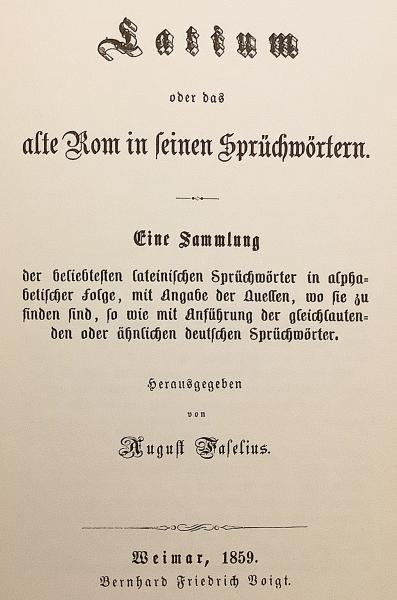 Latium
oder das
alte Rom in seinen Sprüchwörtern.
Eine Sammlung
der beliebtesten lateinischen Sprüchwörter in alpha-
betischer Folge, mit Angabe der Quellen, wo sie zu
finden sind, so wie mit Anführung der gleichlauten-
den oder ähnlichen deutschen Sprüchwörter.
Herausgegeben
von
August Faselius.
Weimar, 1859.
Bernhard Friedrich Voigt.